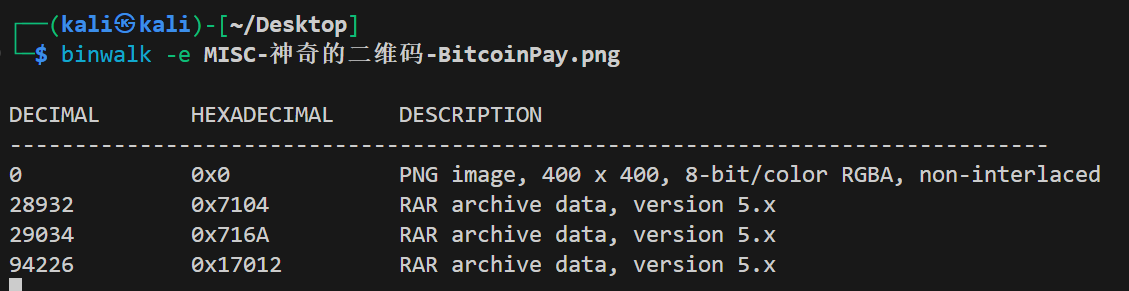 ┌──(kali㉿kali)-[~/Desktop]
└─$ binwalk -e MISC-神奇的二维码-BitcoinPay.png
DECIMAL       HEXADECIMAL     DESCRIPTION
--------------------------------------------------------------------------------
0             0x0             PNG image, 400 x 400, 8-bit/color RGBA, non-interlaced
28932         0x7104          RAR archive data, version 5.x
29034         0x716A          RAR archive data, version 5.x
94226         0x17012         RAR archive data, version 5.x